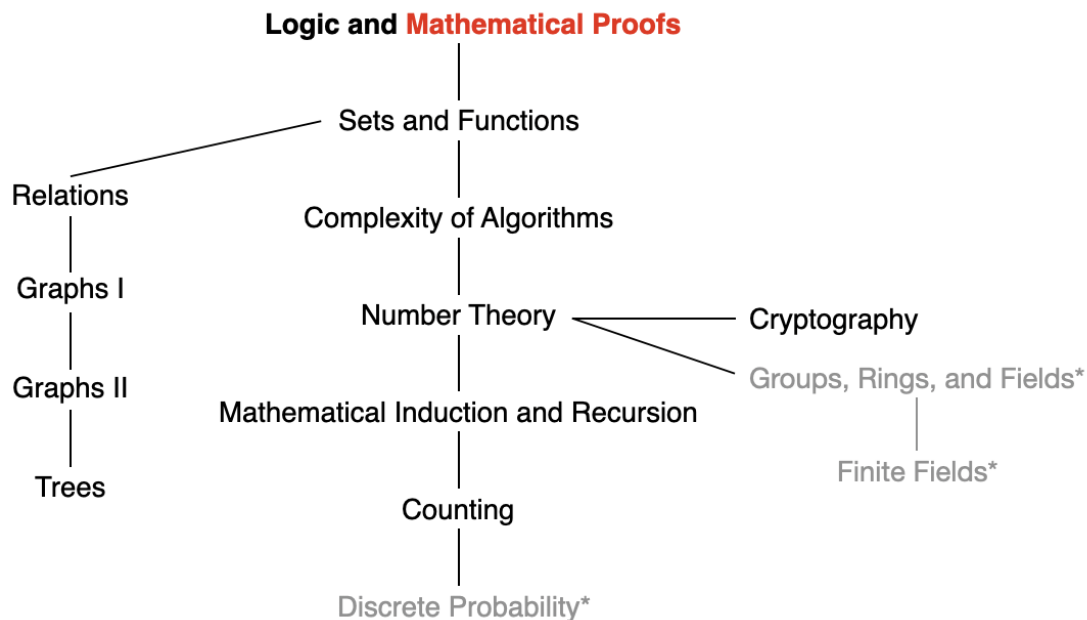 Logic and Mathematical Proofs
Sets and Functions
Relations
Complexity of Algorithms
Graphs I
Number Theory
Cryptography
Groups, Rings, and Fields*
Graphs II
Mathematical Induction and Recursion
Finite Fields*
Trees
Counting
Discrete Probability*